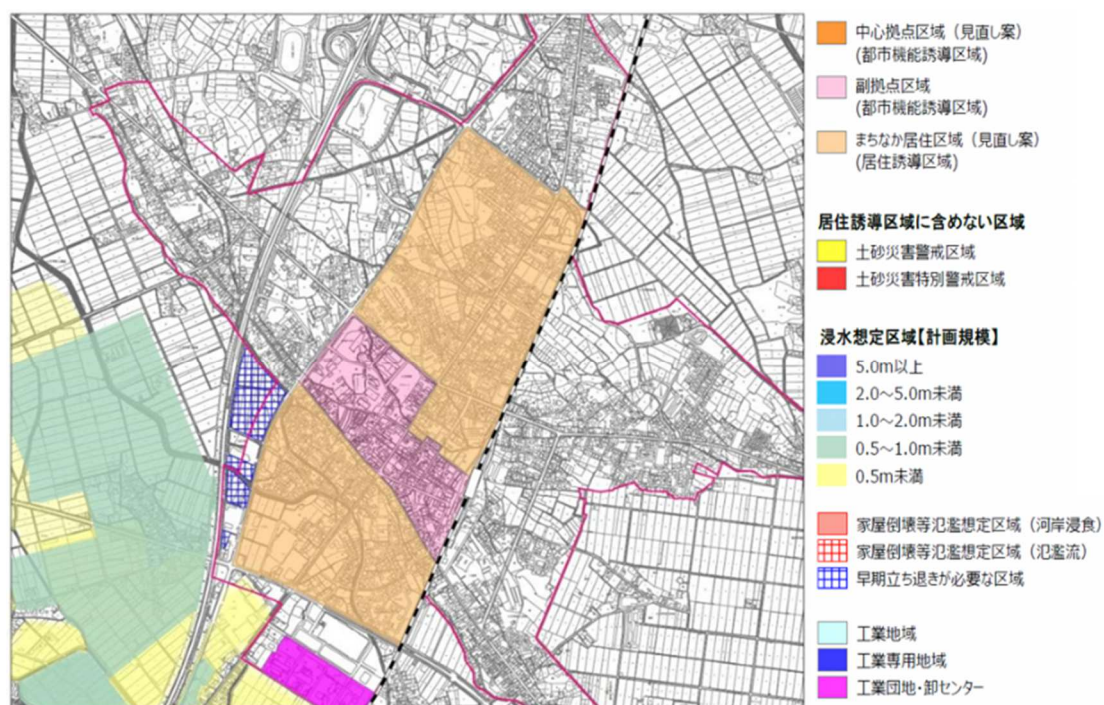 中心拠点区域（見直し案）
(都市機能誘導区域)
副拠点区域
(都市機能誘導区域)
まちなか居住区域（見直し案）
(居住誘導区域)
居住誘導区域に含めない区域
土砂災害警戒区域
土砂災害特別警戒区域
浸水想定区域【計画規模】
5.0m以上
2.0～5.0m未満
1.0～2.0m未満
0.5～1.0m未満
0.5m未満
家屋倒壊等氾濫想定区域（河岸浸食）
家屋倒壊等氾濫想定区域（氾濫流）
早期立ち退きが必要な区域
工業地域
工業専用地域
工業団地・卸センター